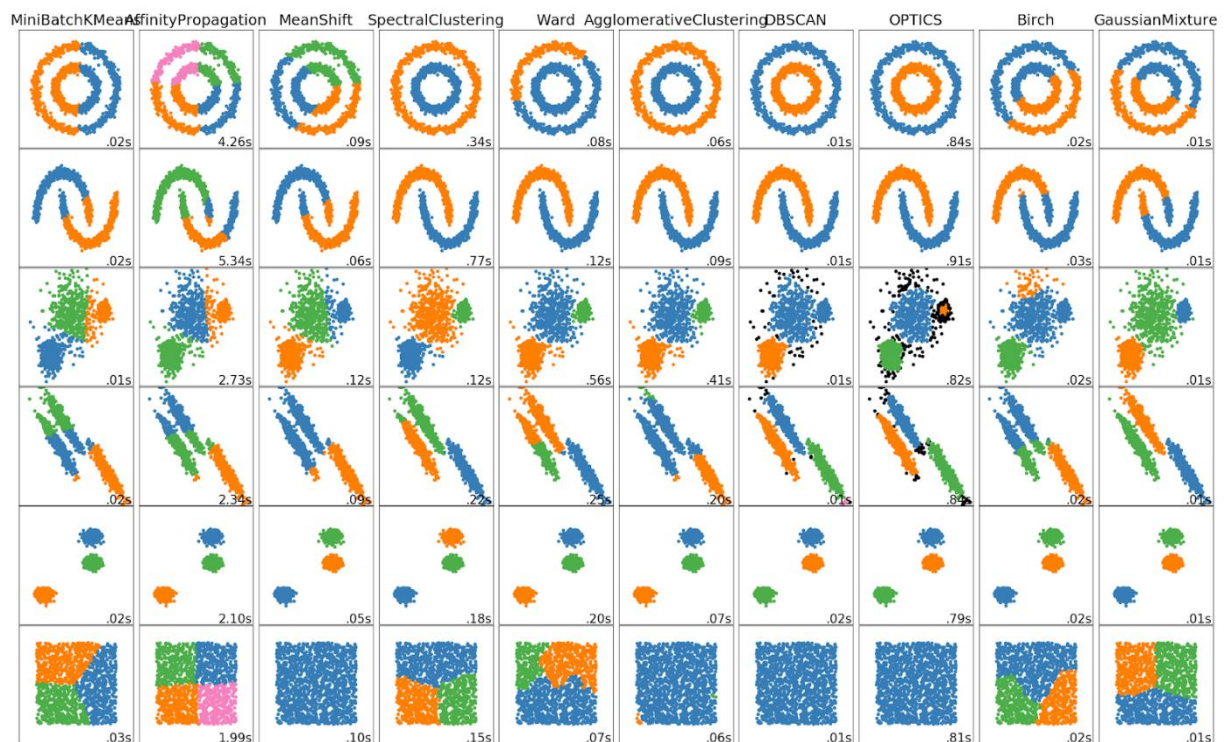 MiniBatchKMeans AffinityPropagation MeanShift SpectralClustering Ward AgglomerativeClustering DBSCAN OPTICS Birch GaussianMixture
.02s 4.26s .09s .34s .08s .06s .01s .84s .02s .01s
.02s 5.34s .06s .77s .12s .09s .01s .91s .03s .01s
.01s 2.73s .12s .12s .56s .41s .01s .82s .02s .01s
.02s 2.34s .09s .22s .25s .20s .01s .84s .02s .01s
.02s 2.10s .05s .18s .20s .07s .02s .79s .02s .01s
.03s 1.99s .10s .15s .07s .06s .01s .81s .02s .01s